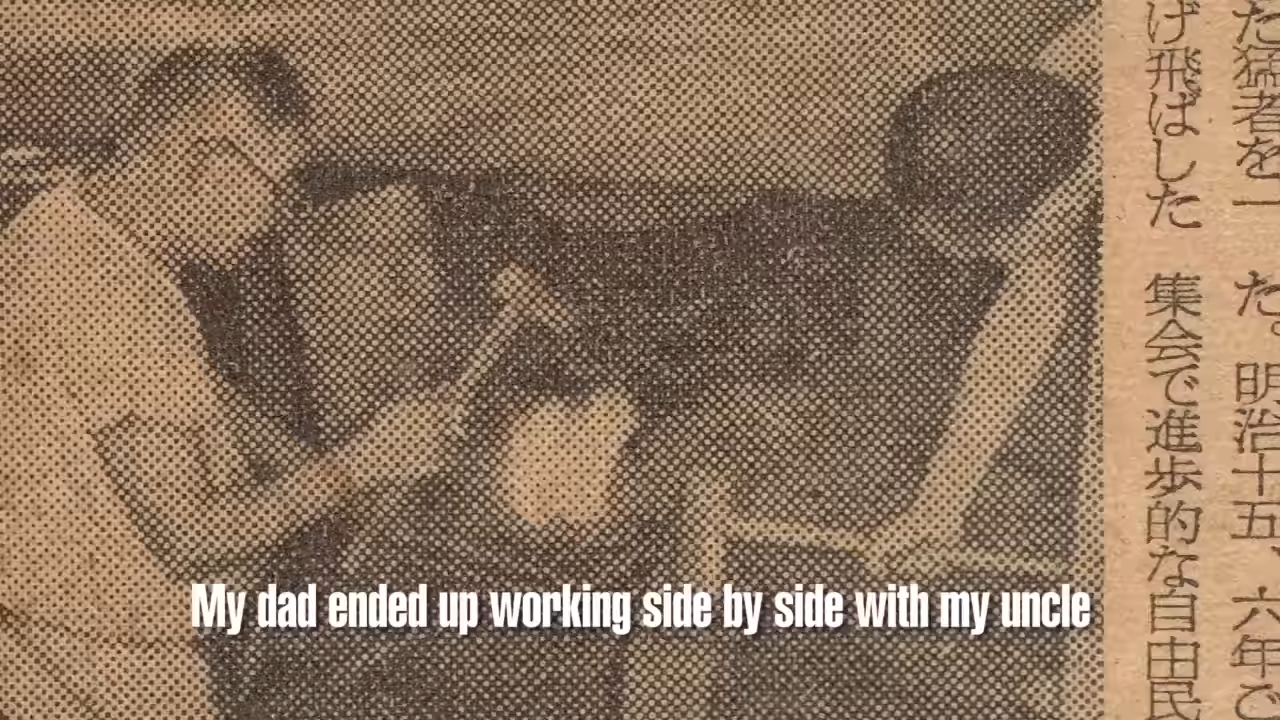 た猛者を一
げ飛ばした
た。明治十五、六年ご
集会で進歩的な自由民
My dad ended up working side by side with my uncle